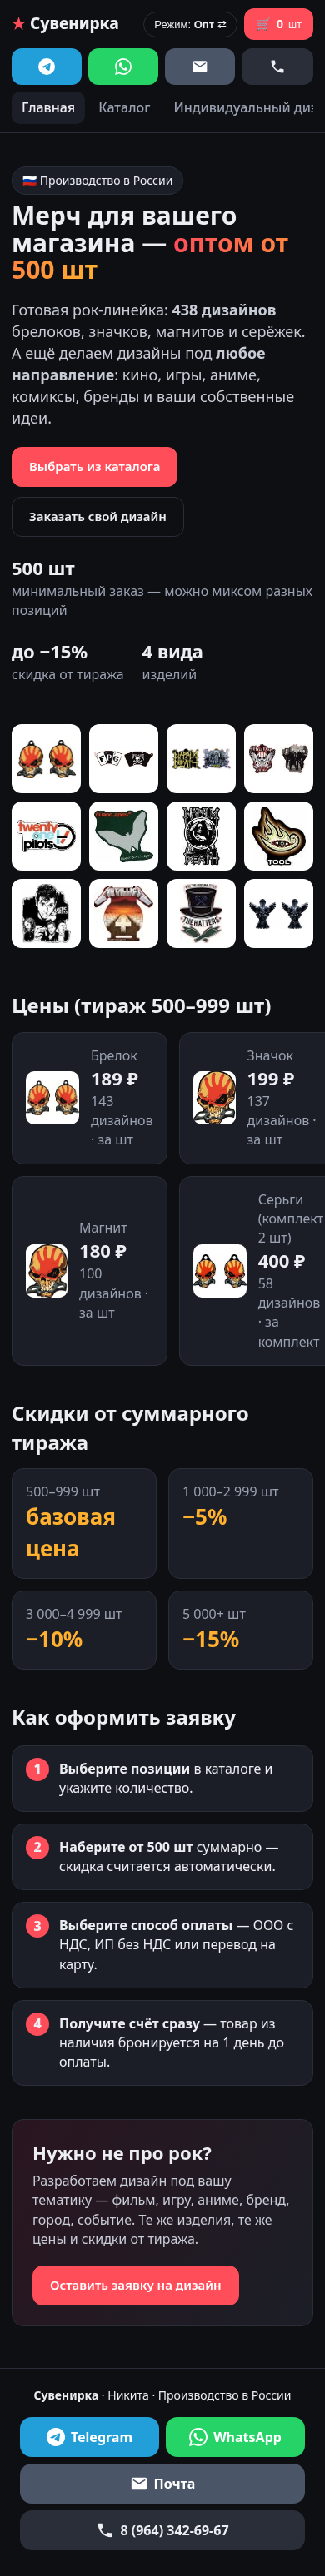 ★ Сувенирка
Режим: Опт ⇄
🛒 0 шт
Главная Каталог Индивидуальный диз
🇷🇺 Производство в России
Мерч для вашего
магазина — оптом от
500 шт
Готовая рок-линейка: 438 дизайнов
брелоков, значков, магнитов и серёжек.
А ещё делаем дизайны под любое
направление: кино, игры, аниме,
комиксы, бренды и ваши собственные
идеи.
Выбрать из каталога
Заказать свой дизайн
500 шт
минимальный заказ — можно миксом разных
позиций
до −15%
скидка от тиража
4 вида
изделий
twenty one
pilots
TOOL
METALLICA
THE HATTERS
Цены (тираж 500–999 шт)
Брелок
189 ₽
143
дизайнов
· за шт
Значок
199 ₽
137
дизайнов ·
за шт
Магнит
180 ₽
100
дизайнов ·
за шт
Серьги
(комплект
2 шт)
400 ₽
58
дизайнов
· за
комплект
Скидки от суммарного
тиража
500–999 шт
базовая
цена
1 000–2 999 шт
−5%
3 000–4 999 шт
−10%
5 000+ шт
−15%
Как оформить заявку
1 Выберите позиции в каталоге и
укажите количество.
2 Наберите от 500 шт суммарно —
скидка считается автоматически.
3 Выберите способ оплаты — ООО с
НДС, ИП без НДС или перевод на
карту.
4 Получите счёт сразу — товар из
наличия бронируется на 1 день до
оплаты.
Нужно не про рок?
Разработаем дизайн под вашу
тематику — фильм, игру, аниме, бренд,
город, событие. Те же изделия, те же
цены и скидки от тиража.
Оставить заявку на дизайн
Сувенирка · Никита · Производство в России
Telegram
WhatsApp
Почта
8 (964) 342-69-67